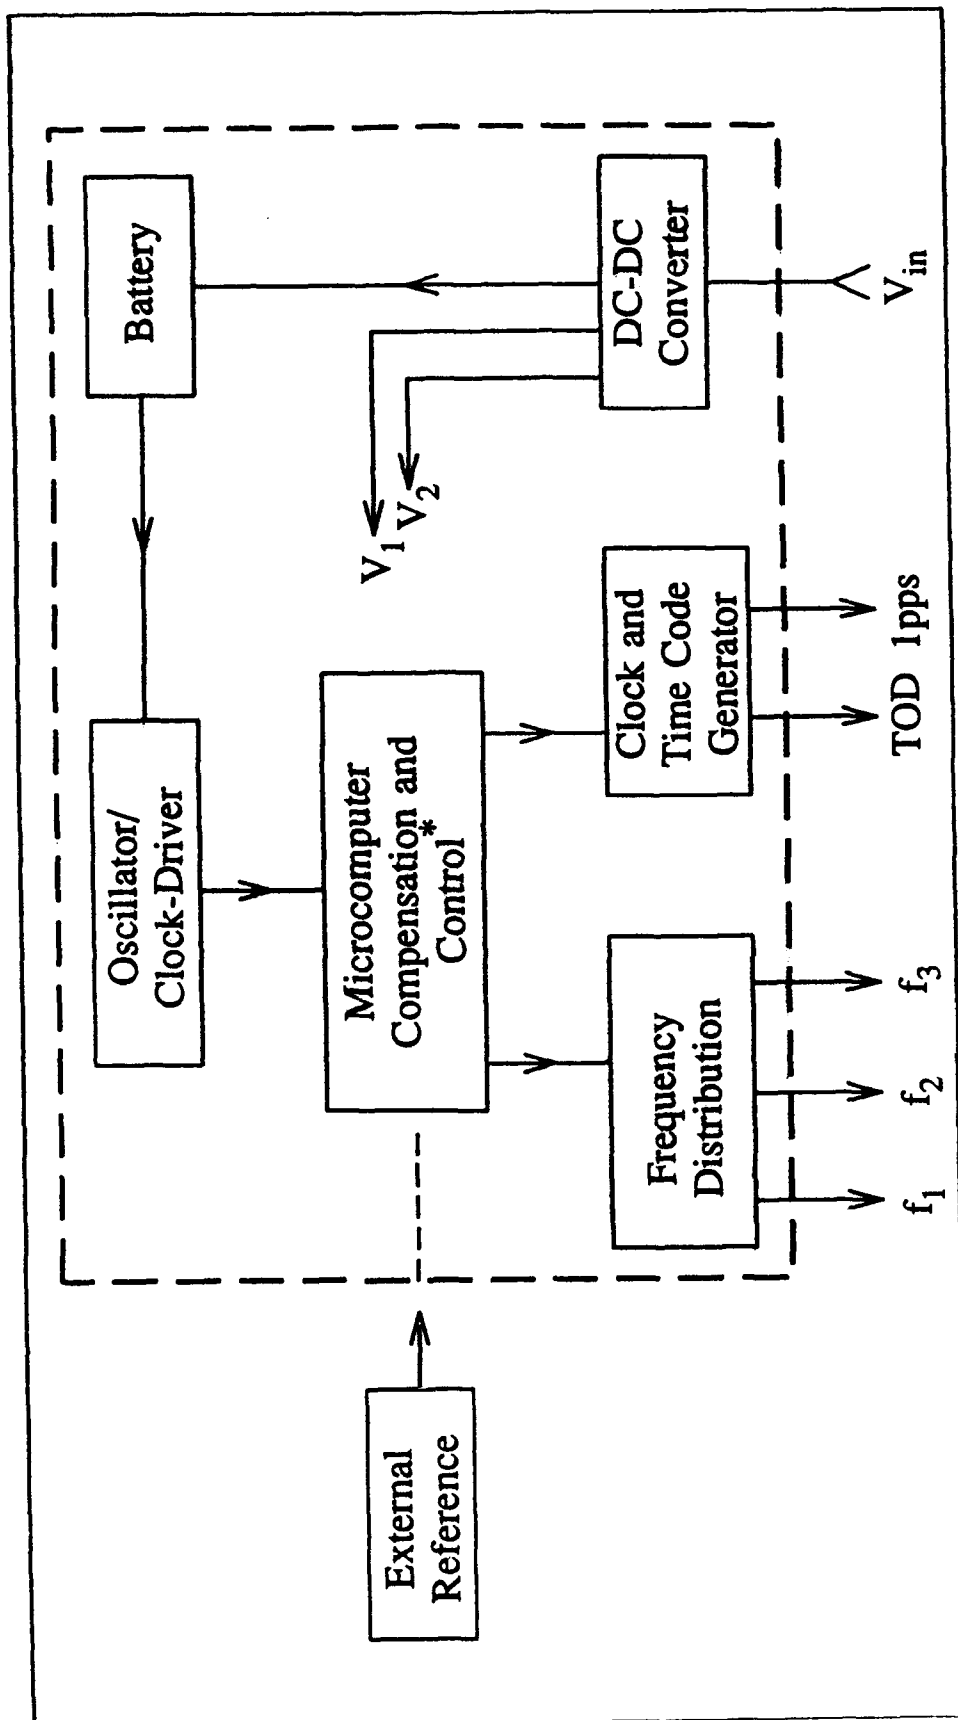 Oscillator/
Clock-Driver
Battery
External
Reference
Microcomputer
Compensation and
*
Control
V1
V2
Frequency
Distribution
Clock and
Time Code
Generator
DC-DC
Converter
f1
f2
f3
TOD
1pps
Vin